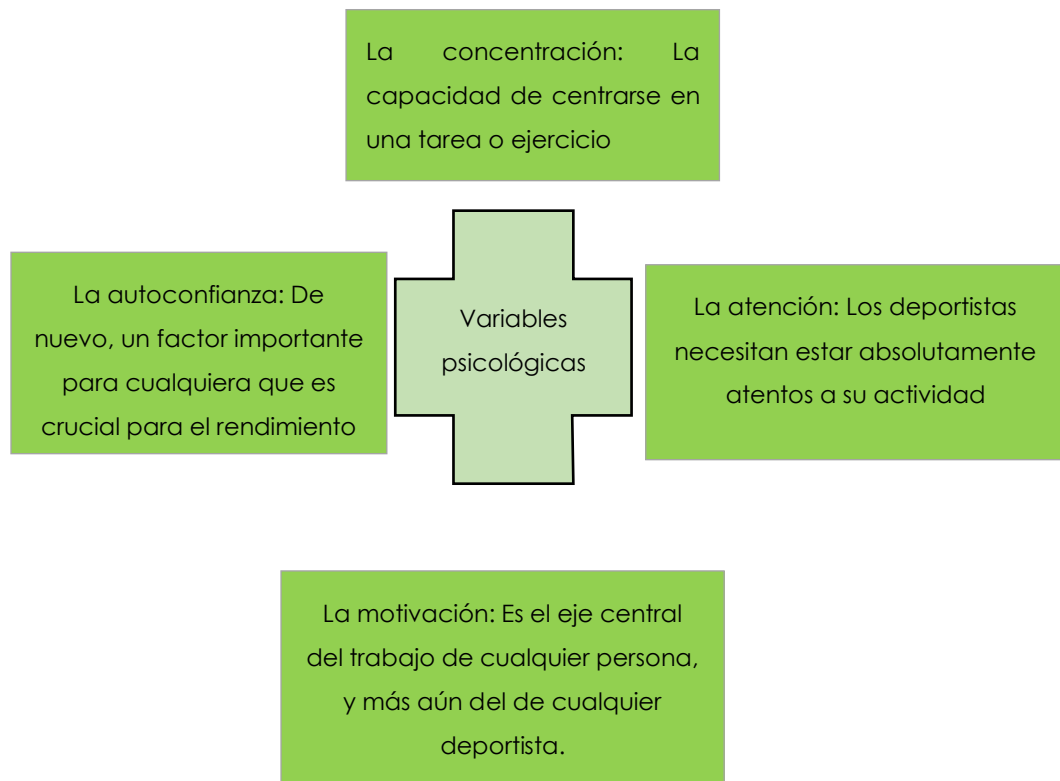 La concentración: La
capacidad de centrarse en
una tarea o ejercicio
La autoconfianza: De
nuevo, un factor importante
para cualquiera que es
crucial para el rendimiento
Variables
psicológicas
La atención: Los deportistas
necesitan estar absolutamente
atentos a su actividad
La motivación: Es el eje central
del trabajo de cualquier persona,
y más aún del de cualquier
deportista.